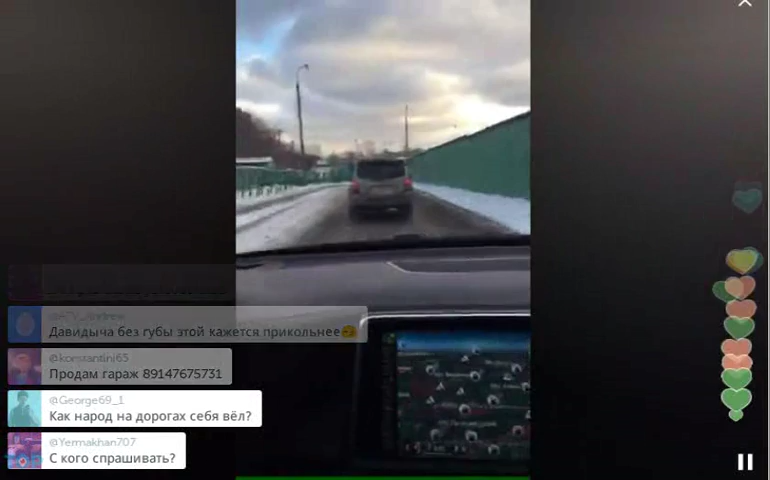 @ATV_Andrew
Давидыча без губы этой кажется прикольнее😏
@konstantini65
Продам гараж 89147675731
@George69_1
Как народ на дорогах себя вёл?
@Yermakhan707
С кого спрашивать?